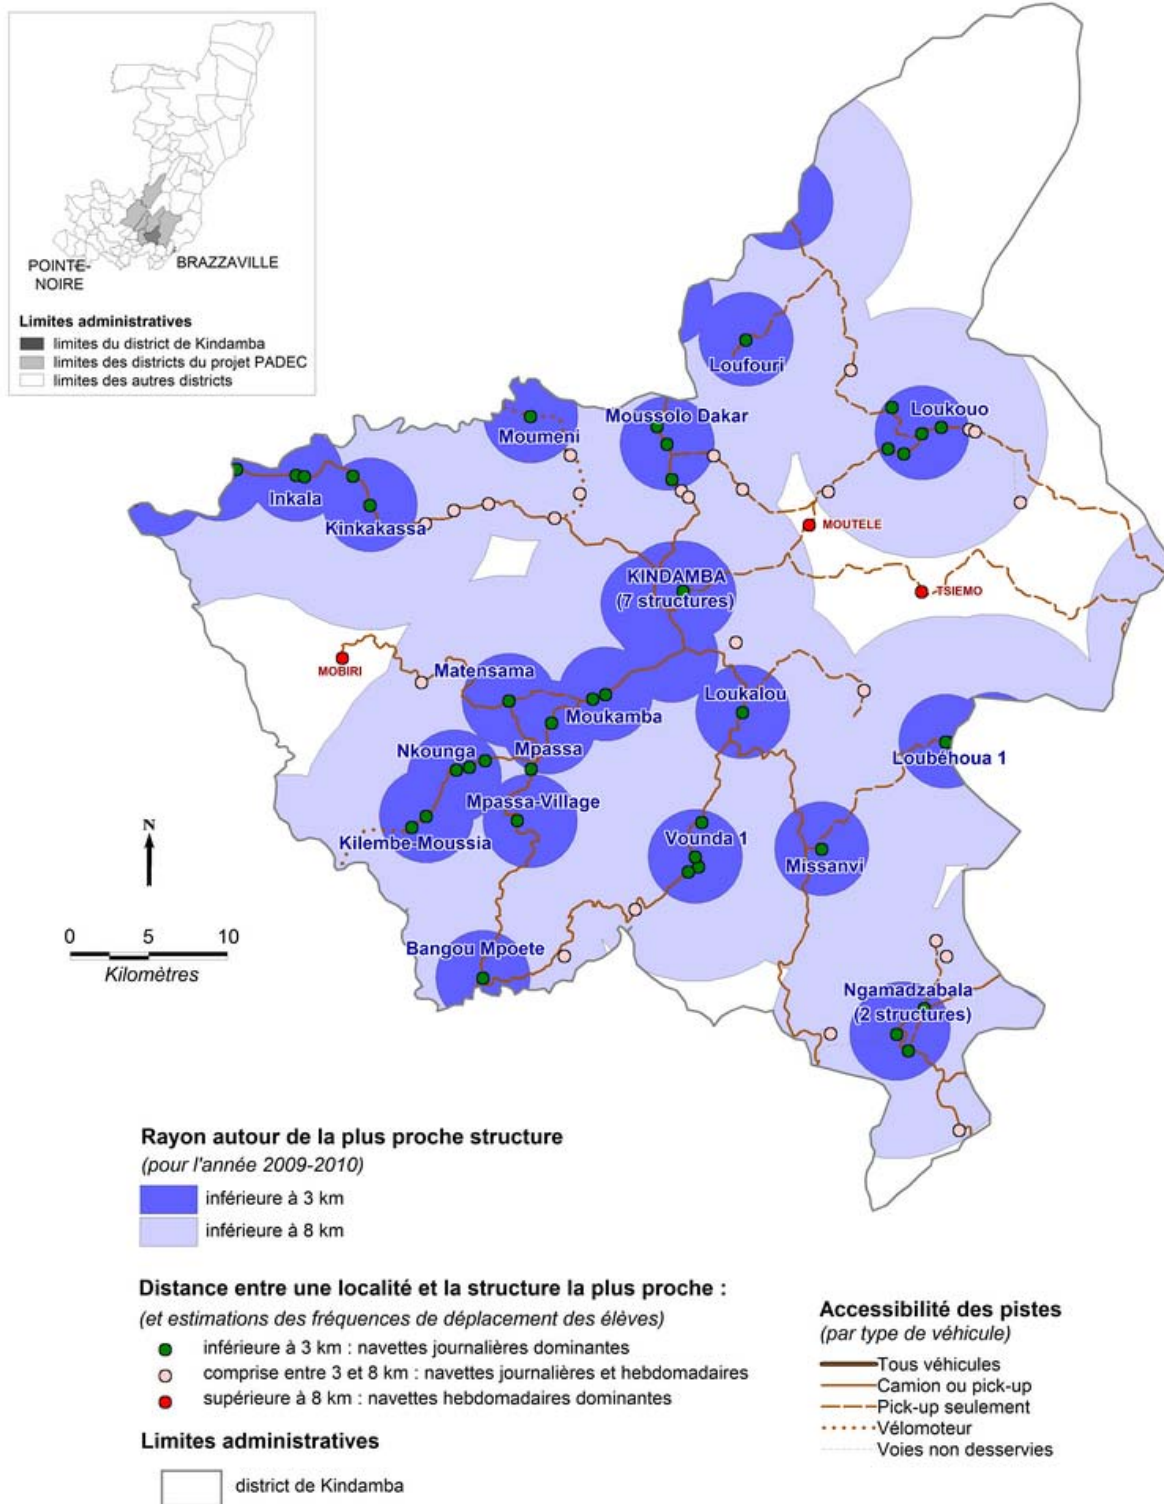 POINTE-
NOIRE
BRAZZAVILLE
Limites administratives
limites du district de Kindamba
limites des districts du projet PADEC
limites des autres districts
Loufouri
Loukouo
Moussolo Dakar
Moumeni
Inkala
Kinkakassa
MOUTELE
KINDAMBA
(7 structures)
TSIEMO
MOBIRI
Matensama
Loukalou
Moukamba
Nkounga
Mpassa
Loubéhoua 1
Mpassa-Village
Kilembe-Moussia
Vounda 1
Missanvi
N
0 5 10
Kilomètres
Bangou Mpoete
Ngamadzabala
(2 structures)
Rayon autour de la plus proche structure
(pour l'année 2009-2010)
inférieure à 3 km
inférieure à 8 km
Distance entre une localité et la structure la plus proche :
(et estimations des fréquences de déplacement des élèves)
inférieure à 3 km : navettes journalières dominantes
comprise entre 3 et 8 km : navettes journalières et hebdomadaires
supérieure à 8 km : navettes hebdomadaires dominantes
Limites administratives
district de Kindamba
Accessibilité des pistes
(par type de véhicule)
Tous véhicules
Camion ou pick-up
Pick-up seulement
Vélomoteur
Voies non desservies